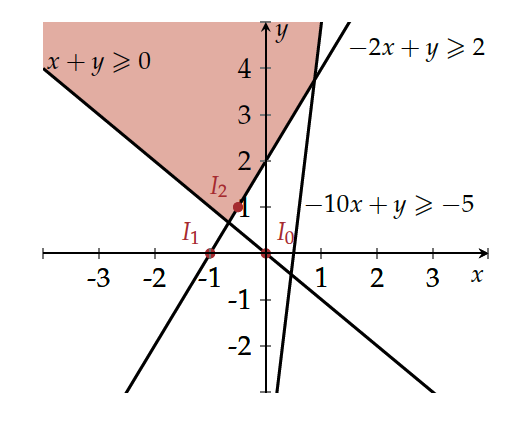 y
−2x + y ⩾ 2
x + y ⩾ 0
4
3
2
I₂
1
−10x + y ⩾ −5
I₁
I₀
-3
-2
-1
1
2
3
x
-1
-2